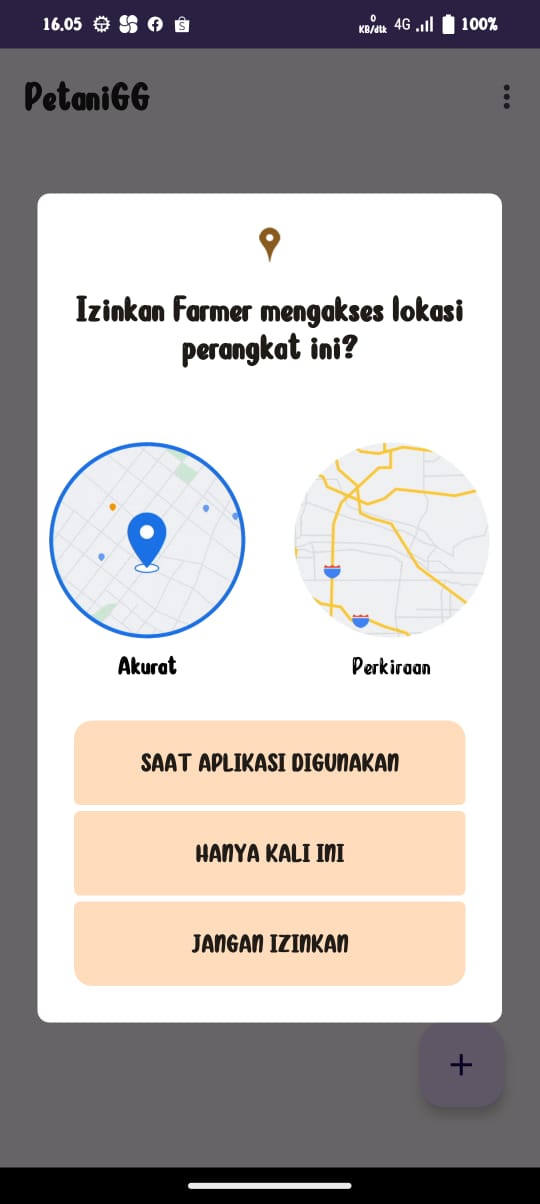 16.05
0
KB/dtk
4G
100%
PetaniGG
Izinkan Farmer mengakses lokasi
perangkat ini?
Akurat
Perkiraan
SAAT APLIKASI DIGUNAKAN
HANYA KALI INI
JANGAN IZINKAN